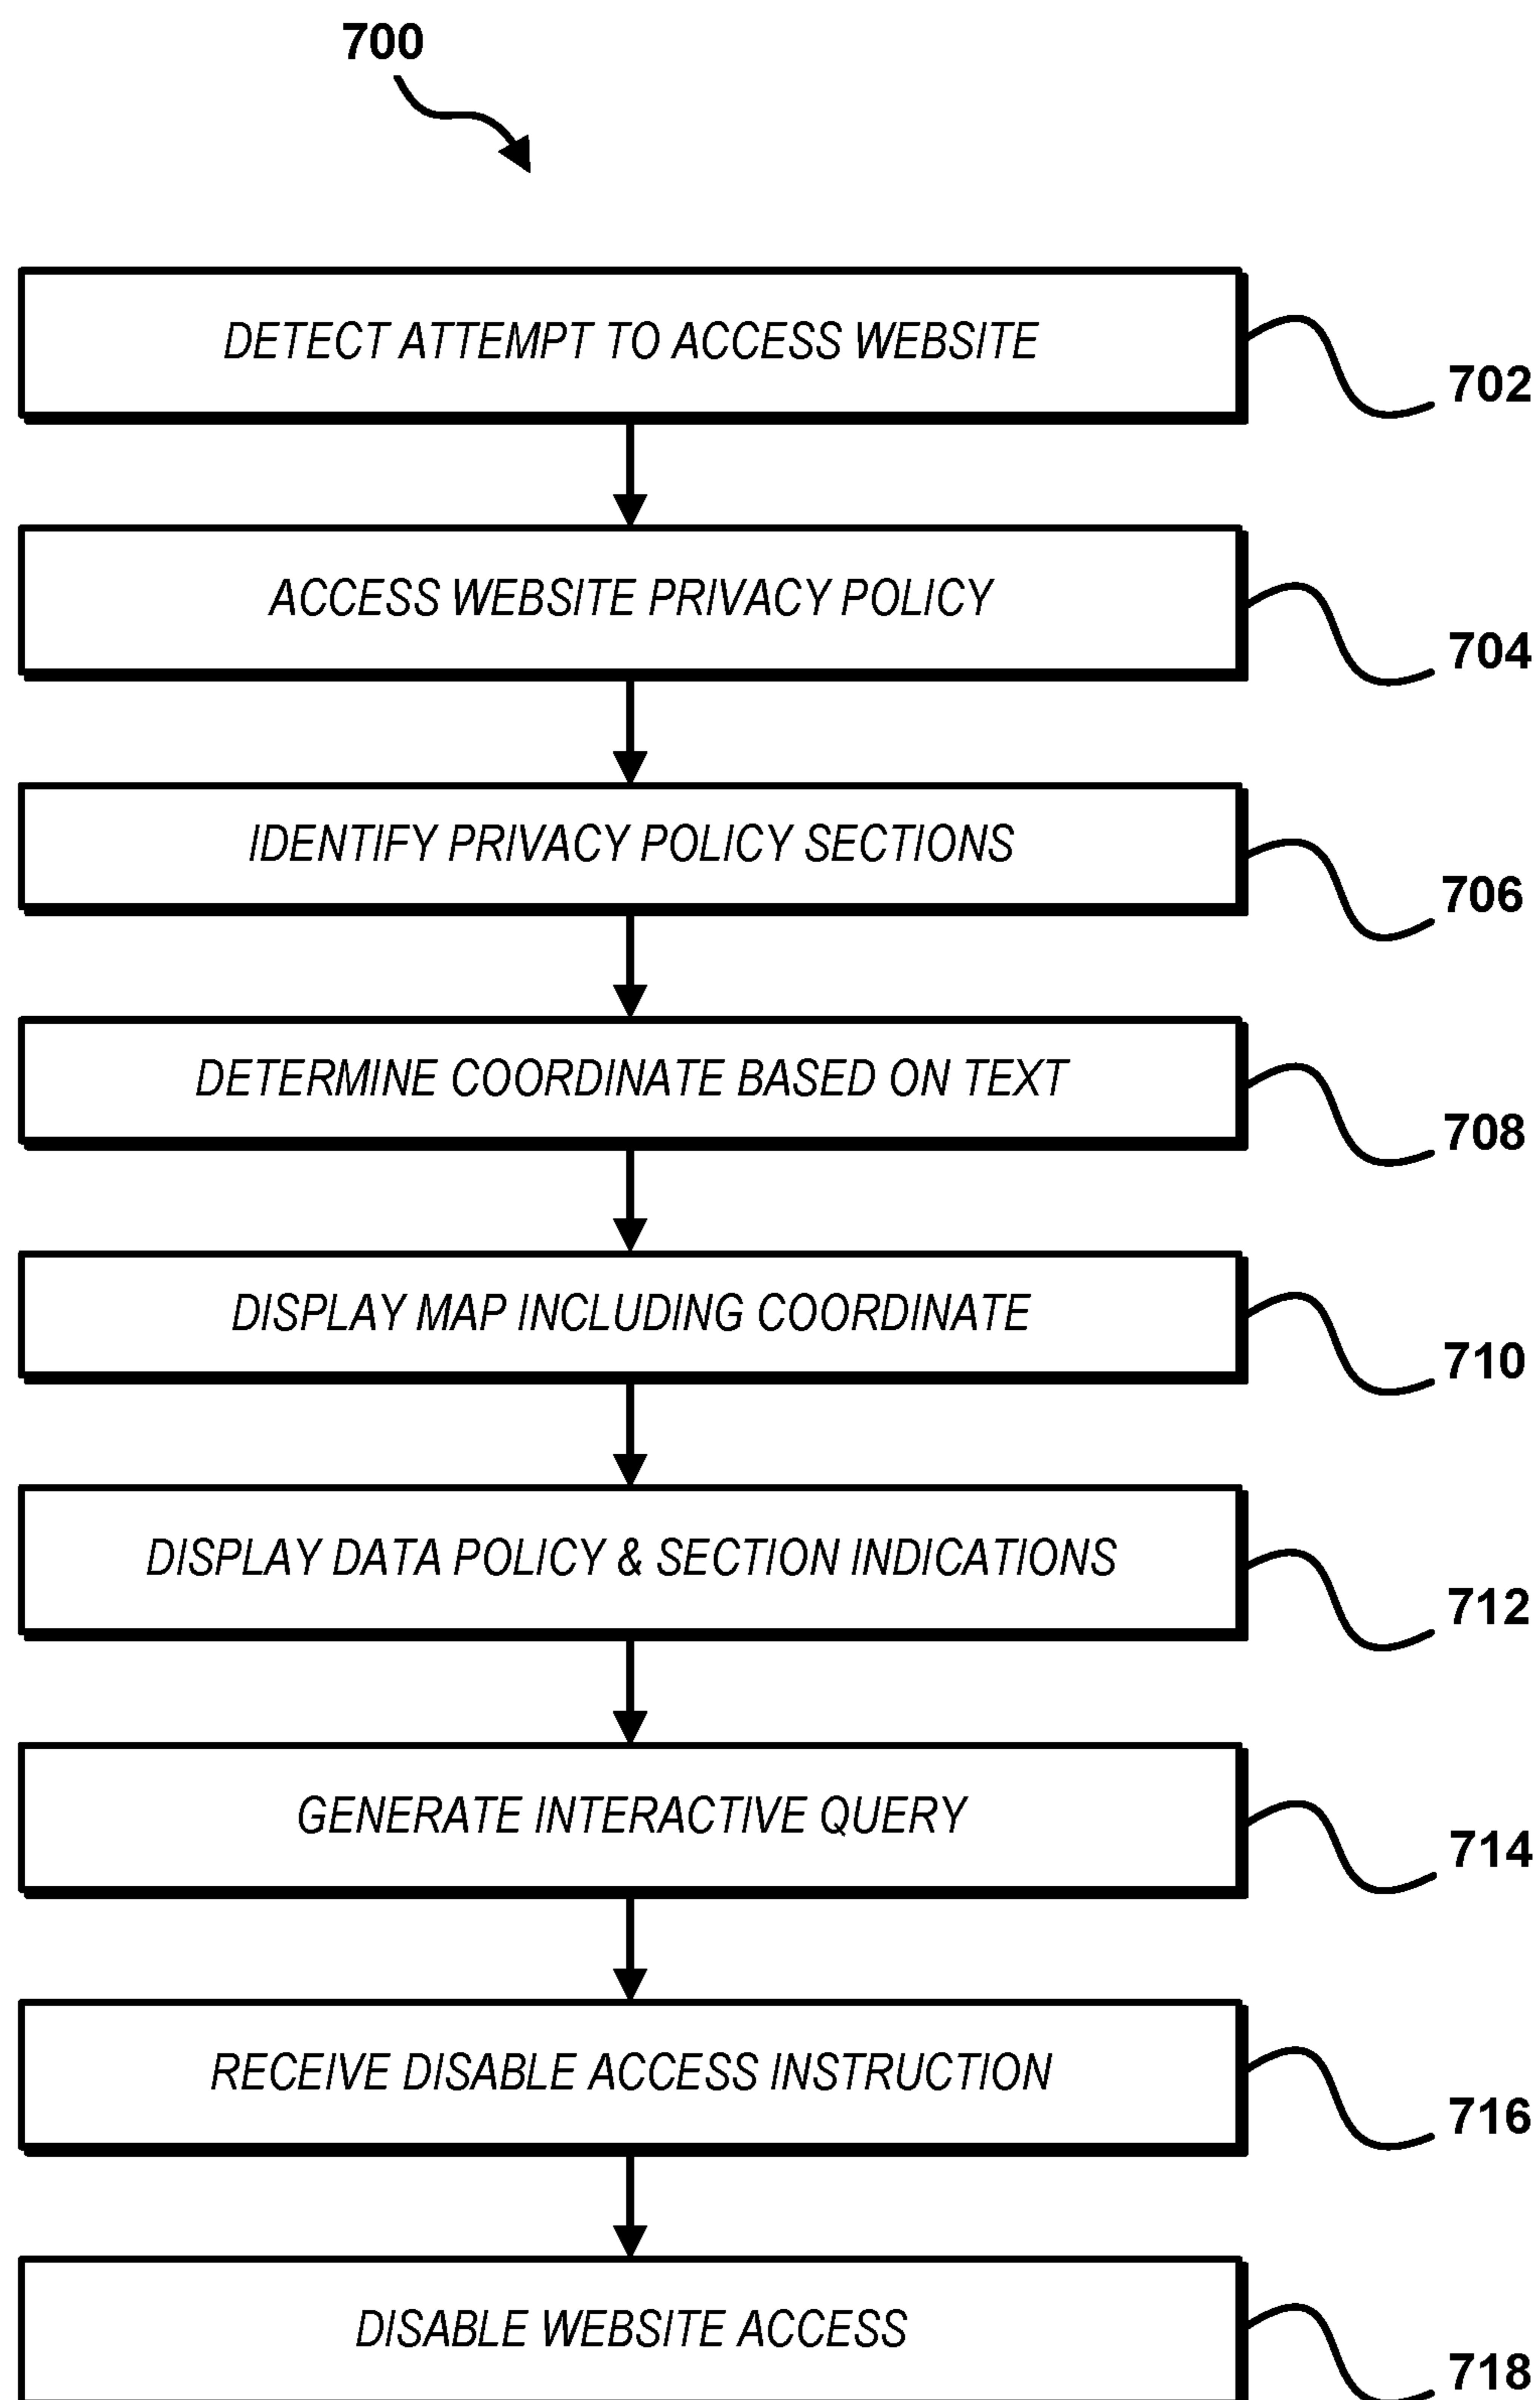 700
DETECT ATTEMPT TO ACCESS WEBSITE
702
ACCESS WEBSITE PRIVACY POLICY
704
IDENTIFY PRIVACY POLICY SECTIONS
706
DETERMINE COORDINATE BASED ON TEXT
708
DISPLAY MAP INCLUDING COORDINATE
710
DISPLAY DATA POLICY & SECTION INDICATIONS
712
GENERATE INTERACTIVE QUERY
714
RECEIVE DISABLE ACCESS INSTRUCTION
716
DISABLE WEBSITE ACCESS
718